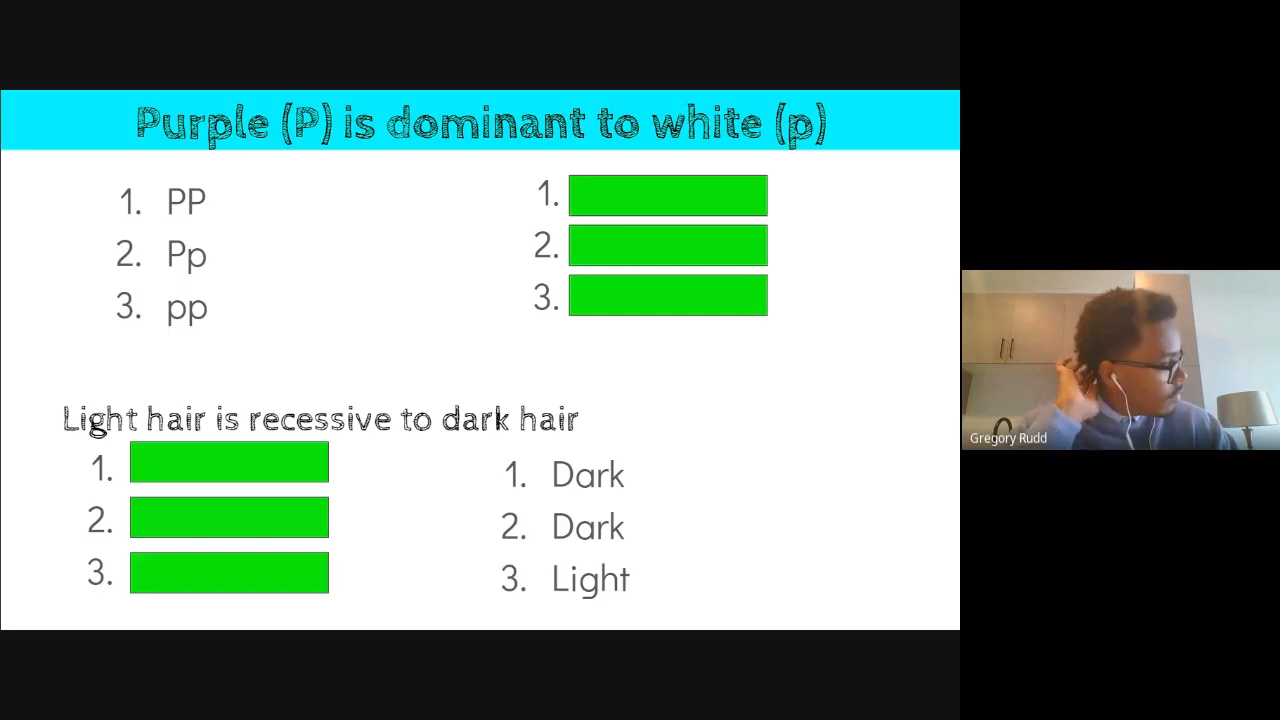 Purple (P) is dominant to white (p)
1. PP
2. Pp
3. pp
1.
2.
3.
Light hair is recessive to dark hair
1.
2.
3.
1. Dark
2. Dark
3. Light
Gregory Rudd